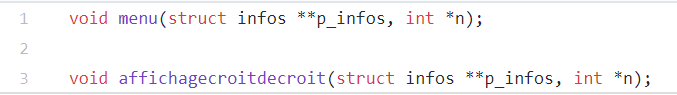 1 void menu(struct infos **p_infos, int *n);
2
3 void affichagecroitdecroit(struct infos **p_infos, int *n);